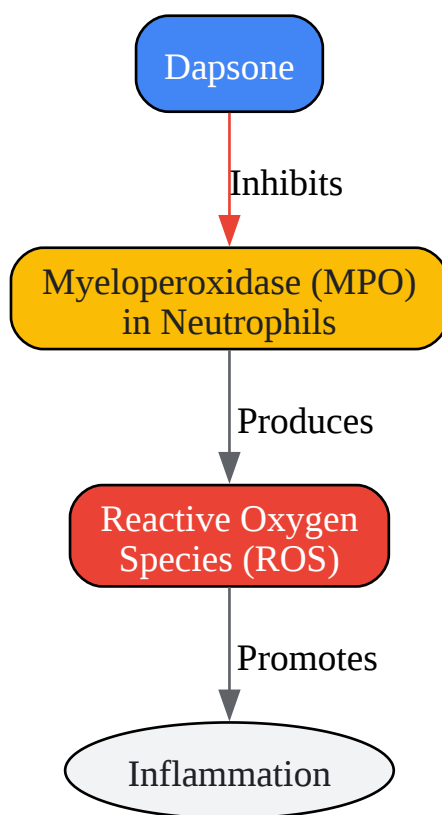 Dapsone
Inhibits
Myeloperoxidase (MPO)
in Neutrophils
Produces
Reactive Oxygen
Species (ROS)
Promotes
Inflammation